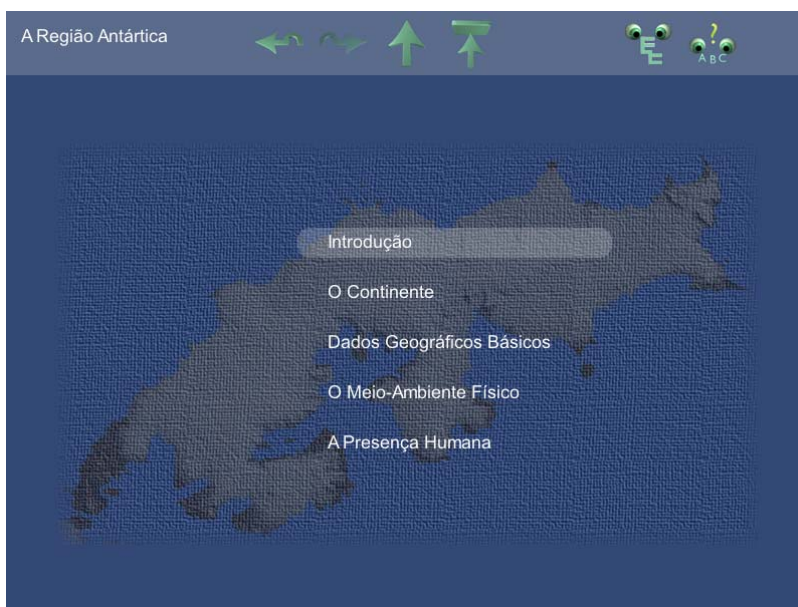 A Região Antártica
E
E
?
A B C
Introdução
O Continente
Dados Geográficos Básicos
O Meio-Ambiente Físico
A Presença Humana